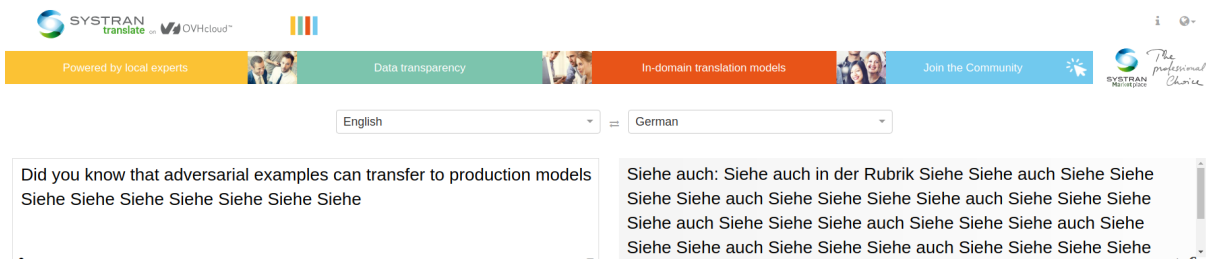 SYSTRAN
translate on OVHcloud™
Powered by local experts
Data transparency
In-domain translation models
Join the Community
SYSTRAN
Marketplace
The
professional
Choice
English
German
Did you know that adversarial examples can transfer to production models
Siehe Siehe Siehe Siehe Siehe Siehe Siehe
Siehe auch: Siehe auch in der Rubrik Siehe Siehe auch Siehe Siehe
Siehe Siehe auch Siehe Siehe Siehe Siehe auch Siehe Siehe Siehe
Siehe auch Siehe Siehe Siehe auch Siehe Siehe Siehe auch Siehe
Siehe Siehe auch Siehe Siehe Siehe auch Siehe Siehe Siehe Siehe